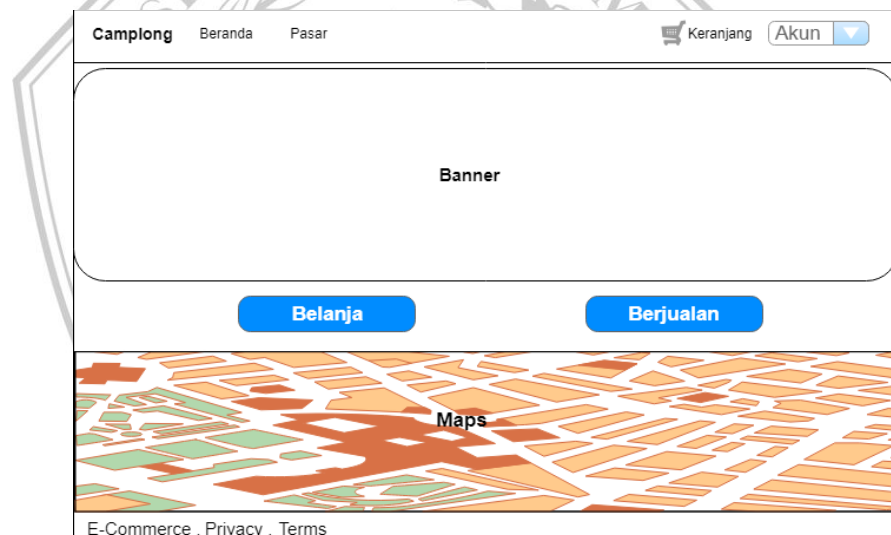 Camplong Beranda Pasar Keranjang Akun
Banner
Belanja Berjualan
Maps
E-Commerce . Privacy . Terms